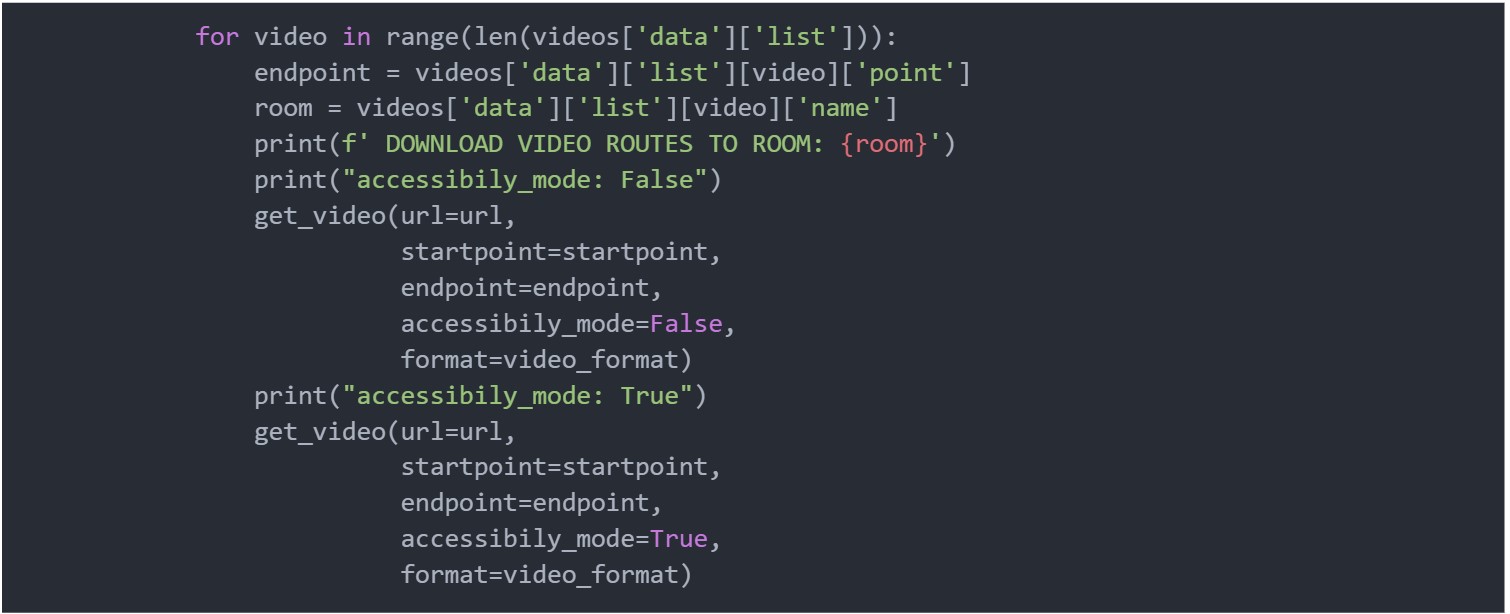 for video in range(len(videos['data']['list'])):
    endpoint = videos['data']['list'][video]['point']
    room = videos['data']['list'][video]['name']
    print(f' DOWNLOAD VIDEO ROUTES TO ROOM: {room}')
    print("accessibily_mode: False")
    get_video(url=url,
              startpoint=startpoint,
              endpoint=endpoint,
              accessibily_mode=False,
              format=video_format)
    print("accessibily_mode: True")
    get_video(url=url,
              startpoint=startpoint,
              endpoint=endpoint,
              accessibily_mode=True,
              format=video_format)